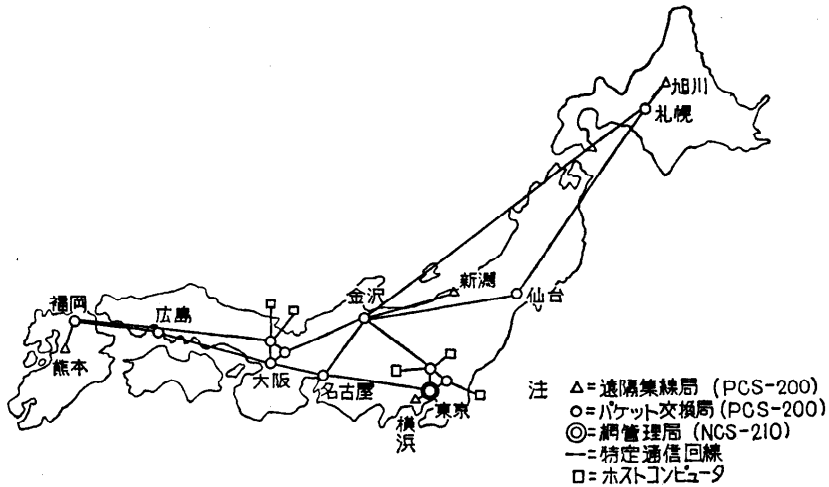 旭川
札幌
新潟
金沢
仙台
福岡
広島
熊本
大阪
名古屋
東京
横浜
注 △=遠隔集線局 (PCS-200)
○=パケット交換局 (PCS-200)
◎=網管理局 (NCS-210)
—=特定通信回線
□=ホストコンピュータ